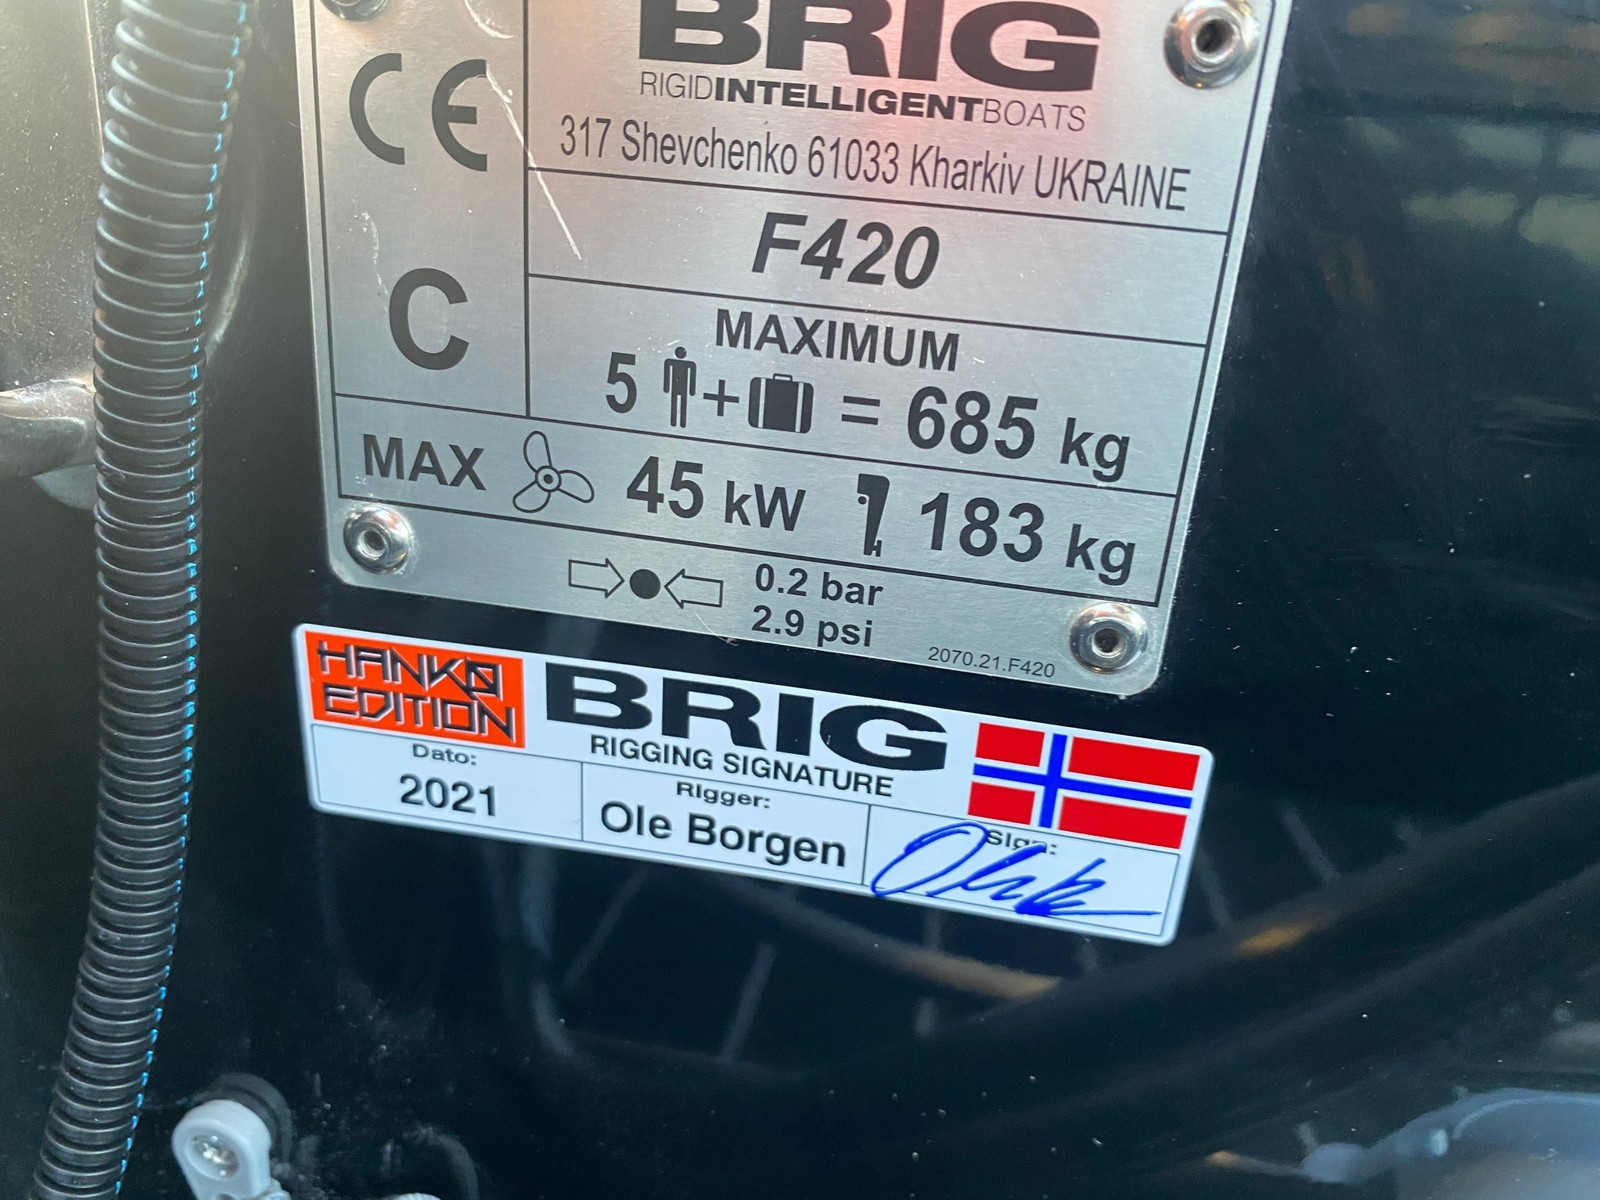 BRIG
RIGIDINTELLIGENTBOATS
317 Shevchenko 61033 Kharkiv UKRAINE
CE
F420
C
MAXIMUM
5 + = 685 kg
MAX 45 kW 183 kg
0.2 bar
2.9 psi
2070.21.F420
HANKØ
EDITION
BRIG
RIGGING SIGNATURE
Dato:
2021
Rigger:
Ole Borgen
Sign: